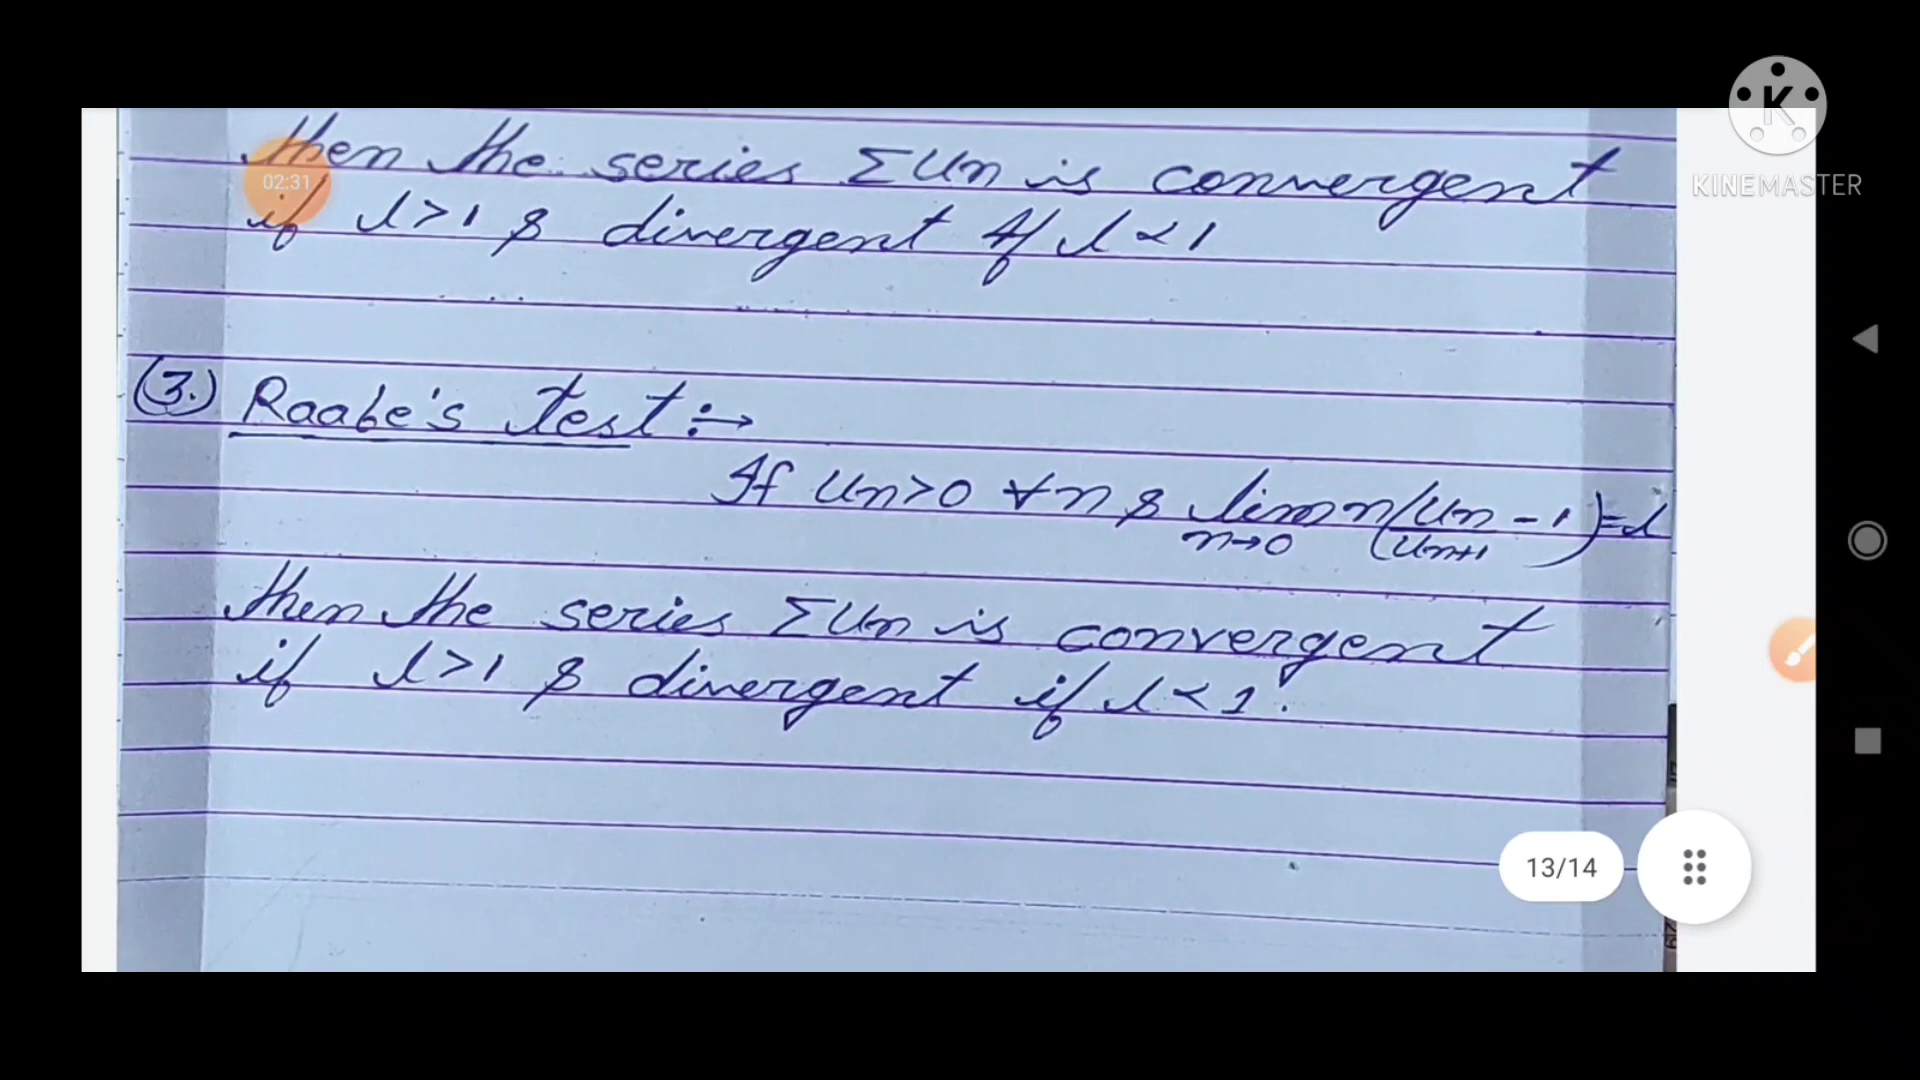 then the series ΣUn is convergent
02:31
if l>1 & divergent If l<1
KINEMASTER
(3.) Raabe's Test :→
If Un>0 ∀n & lim n→0 n(Un/Un+1 - 1)=l
then the series ΣUn is convergent
if l>1 & divergent if l<1.
13/14